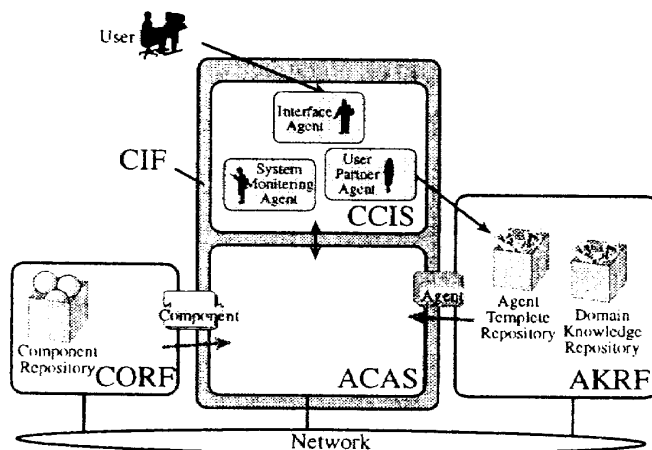 User
Interface
Agent
CIF
System
Monitoring
Agent
User
Partner
Agent
CCIS
Component
Agent
Component
Repository
CORF
ACAS
Agent
Templete
Repository
Domain
Knowledge
Repository
AKRF
Network